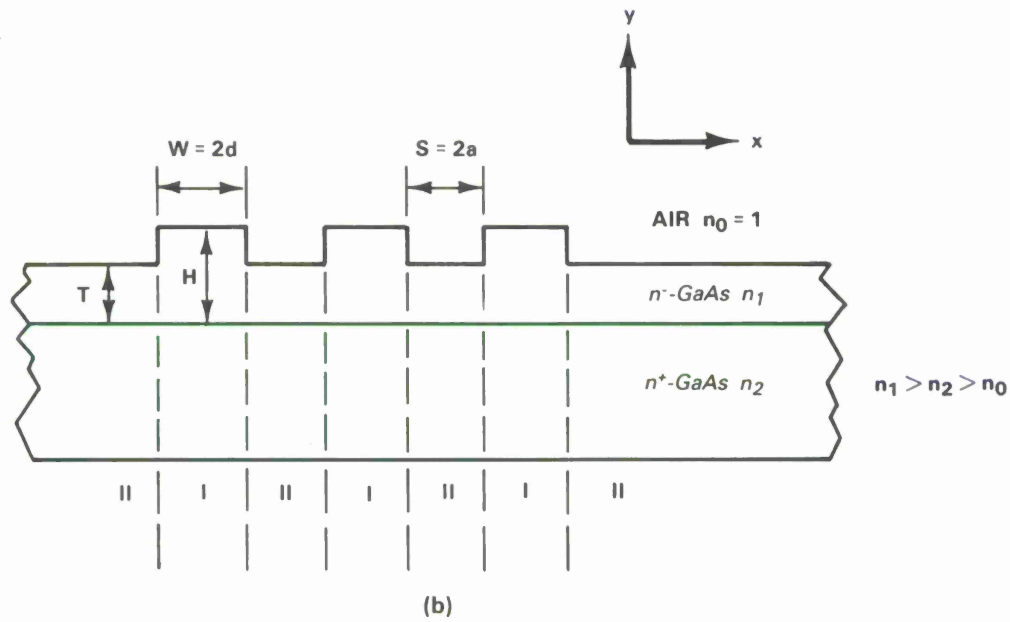 y
x
W = 2d
S = 2a
AIR n0 = 1
T
H
n⁻-GaAs n1
n⁺-GaAs n2
n1 > n2 > n0
II I II I II I II
(b)